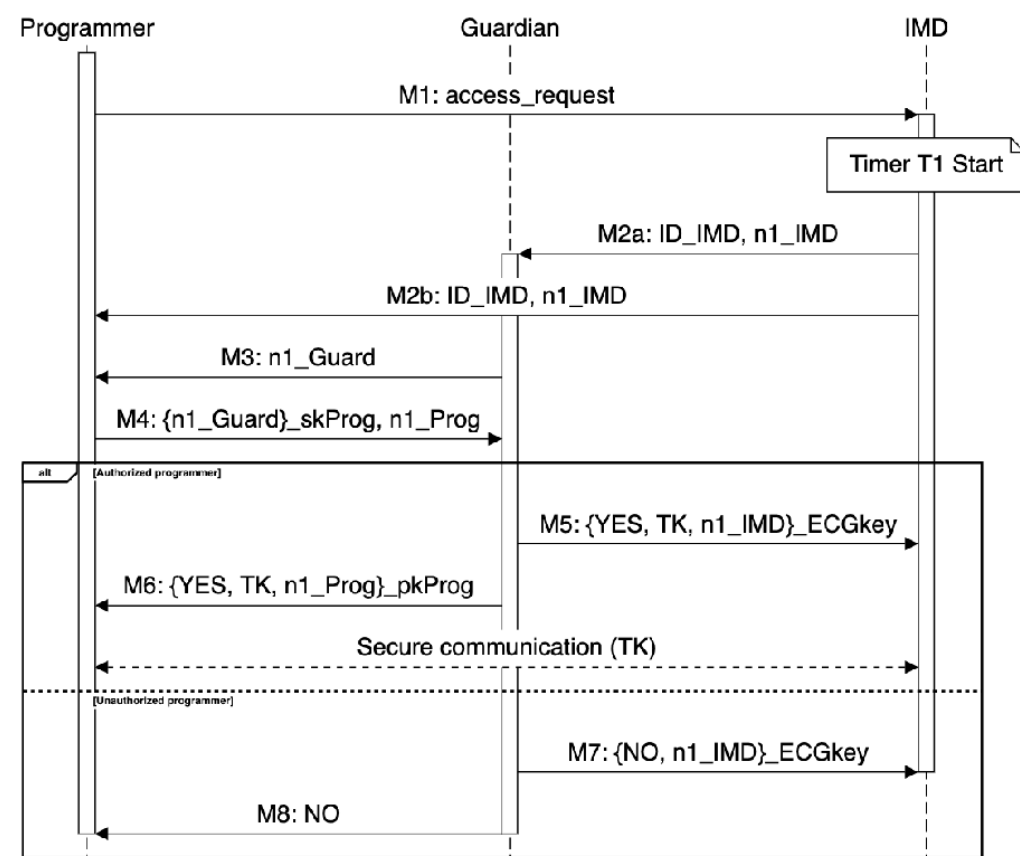 Programmer
Guardian
IMD
M1: access_request
Timer T1 Start
M2a: ID_IMD, n1_IMD
M2b: ID_IMD, n1_IMD
M3: n1_Guard
M4: {n1_Guard}_skProg, n1_Prog
alt
[Authorized programmer]
M5: {YES, TK, n1_IMD}_ECGkey
M6: {YES, TK, n1_Prog}_pkProg
Secure communication (TK)
[Unauthorized programmer]
M7: {NO, n1_IMD}_ECGkey
M8: NO